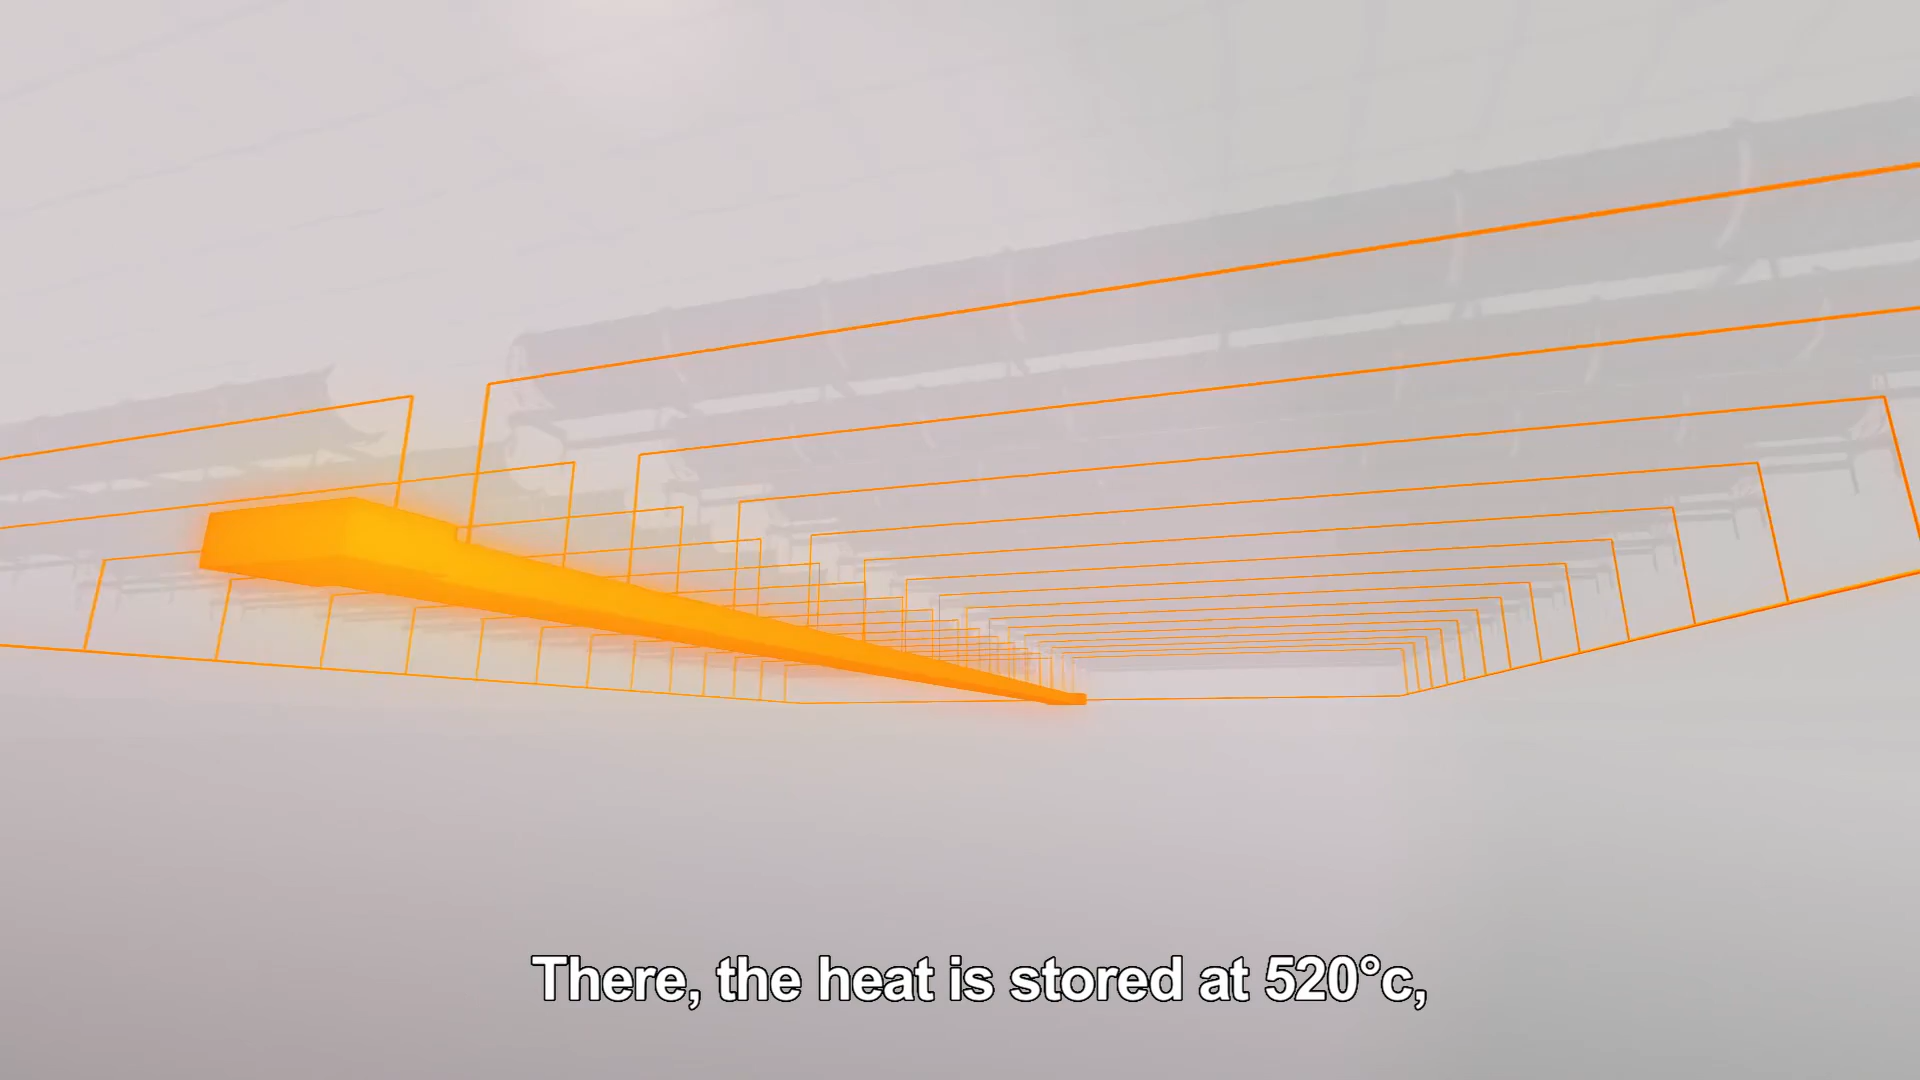 There, the heat is stored at 520°c,